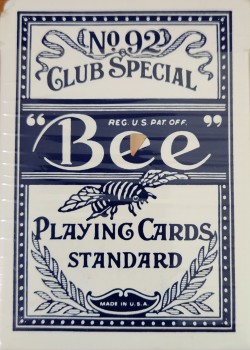 No 92
CLUB SPECIAL
REG. U.S. PAT. OFF.
"Bee"
PLAYING CARDS
STANDARD
MADE IN U.S.A.